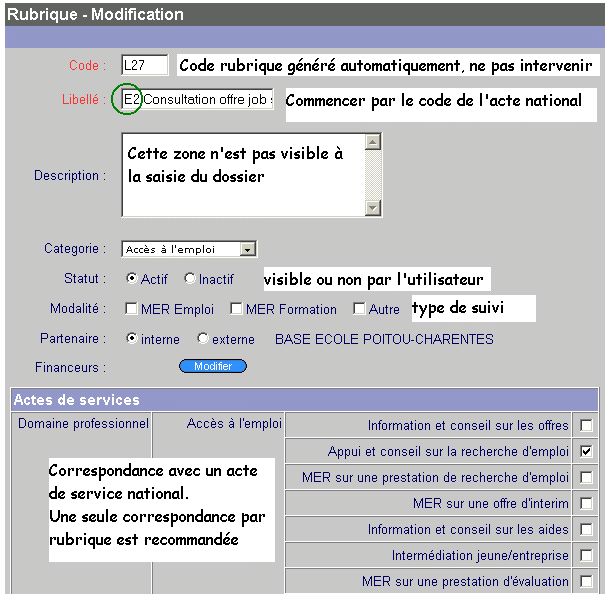 Rubrique - Modification
Code : L27 Code rubrique généré automatiquement, ne pas intervenir
Libellé : E2 Consultation offre job Commencer par le code de l'acte national
Cette zone n'est pas visible à
la saisie du dossier
Description :
Categorie : Accès à l'emploi
Statut : Actif Inactif visible ou non par l'utilisateur
Modalité : MER Emploi MER Formation Autre type de suivi
Partenaire : interne externe BASE ECOLE POITOU-CHARENTES
Financeurs : Modifier
Actes de services
Domaine professionnel Accès à l'emploi Information et conseil sur les offres
Appui et conseil sur la recherche d'emploi
MER sur une prestation de recherche d'emploi
MER sur une offre d'interim
Information et conseil sur les aides
Intermédiation jeune/entreprise
MER sur une prestation d'évaluation
Correspondance avec un acte
de service national.
Une seule correspondance par
rubrique est recommandée